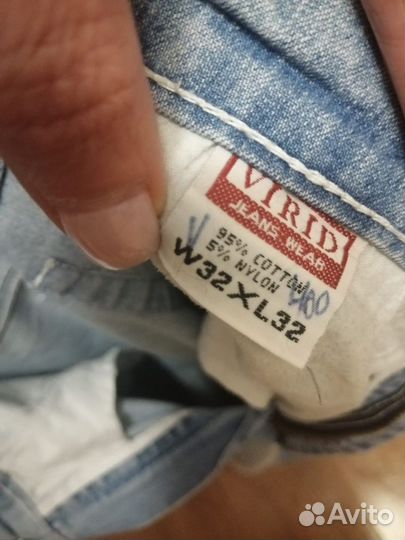 VIRID
JEANS WEAR
95% COTTON
5% NYLON
W32XL32
Avito